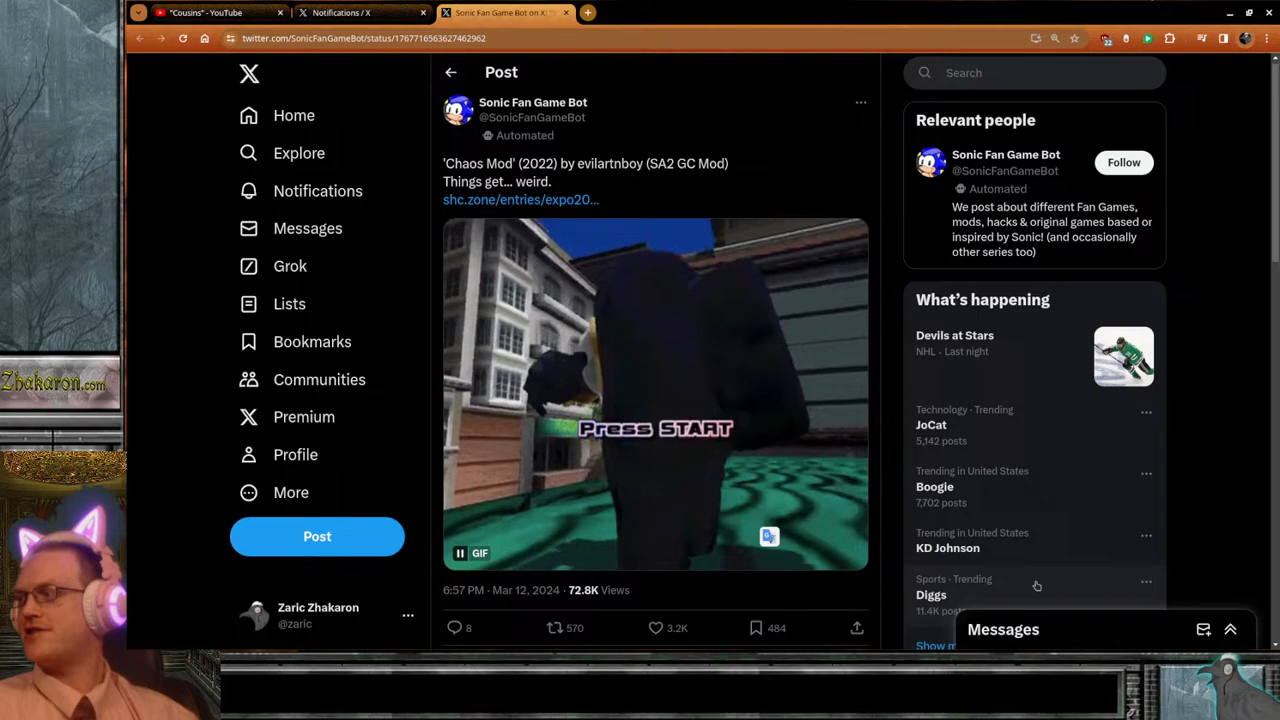 "Cousins" - YouTube
Notifications / X
Sonic Fan Game Bot on X: "
twitter.com/SonicFanGameBot/status/1767716563627462962
22
Home
Explore
Notifications
Messages
Grok
Lists
Bookmarks
Communities
Premium
Profile
More
Post
Zaric Zhakaron
@zaric
Post
Sonic Fan Game Bot
@SonicFanGameBot
Automated
'Chaos Mod' (2022) by evilartnboy (SA2 GC Mod)
Things get... weird.
shc.zone/entries/expo20...
Press START
GIF
6:57 PM · Mar 12, 2024 · 72.8K Views
8
570
3.2K
484
Search
Relevant people
Sonic Fan Game Bot
@SonicFanGameBot
Automated
Follow
We post about different Fan Games,
mods, hacks & original games based or
inspired by Sonic! (and occasionally
other series too)
What's happening
Devils at Stars
NHL · Last night
Technology · Trending
JoCat
5,142 posts
Trending in United States
Boogie
7,702 posts
Trending in United States
KD Johnson
Sports · Trending
Diggs
11.4K posts
Show
Messages
Zhakaron.com